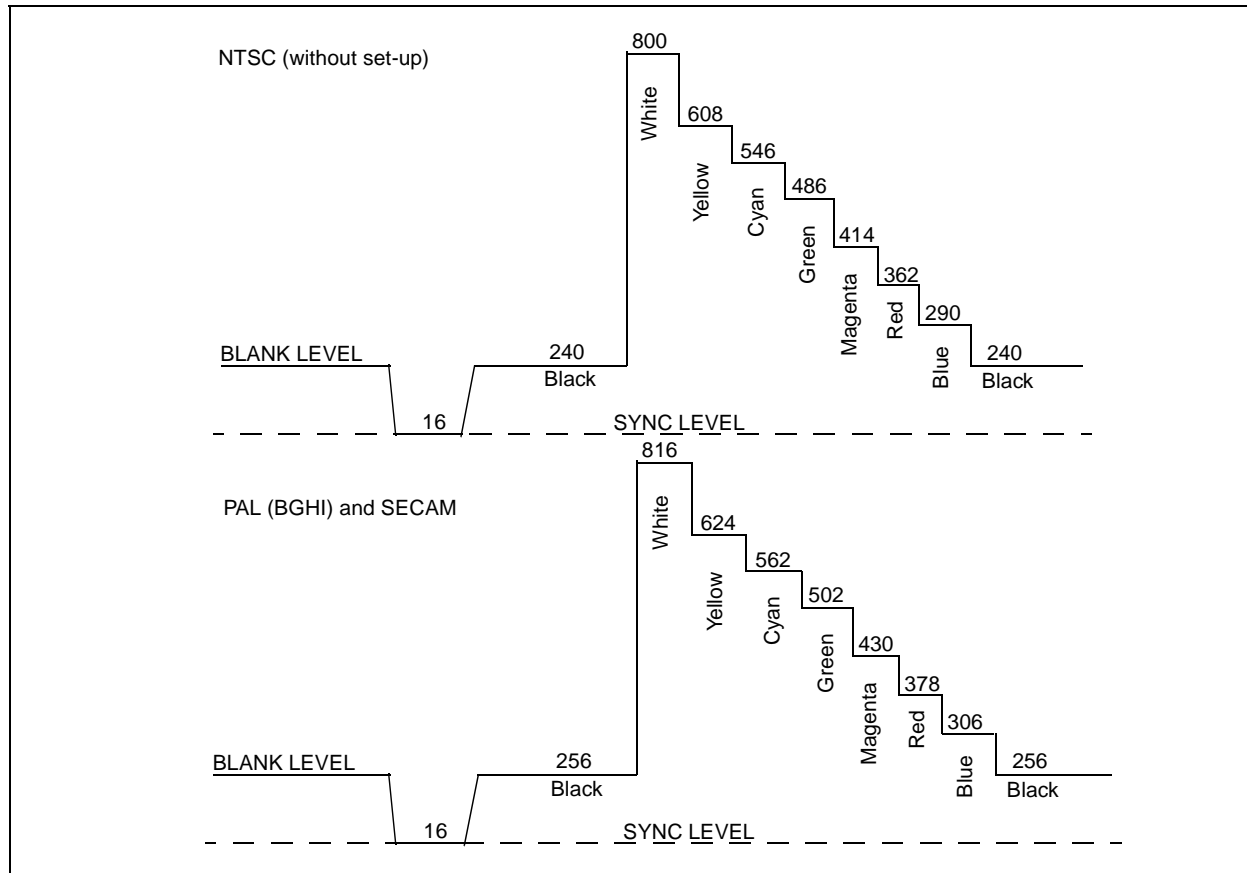 NTSC (without set-up)
800
White
608
Yellow
546
Cyan
486
Green
414
Magenta
362
Red
290
Blue
240
Black
BLANK LEVEL
240
Black
16
SYNC LEVEL
PAL (BGHI) and SECAM
816
White
624
Yellow
562
Cyan
502
Green
430
Magenta
378
Red
306
Blue
256
Black
BLANK LEVEL
256
Black
16
SYNC LEVEL